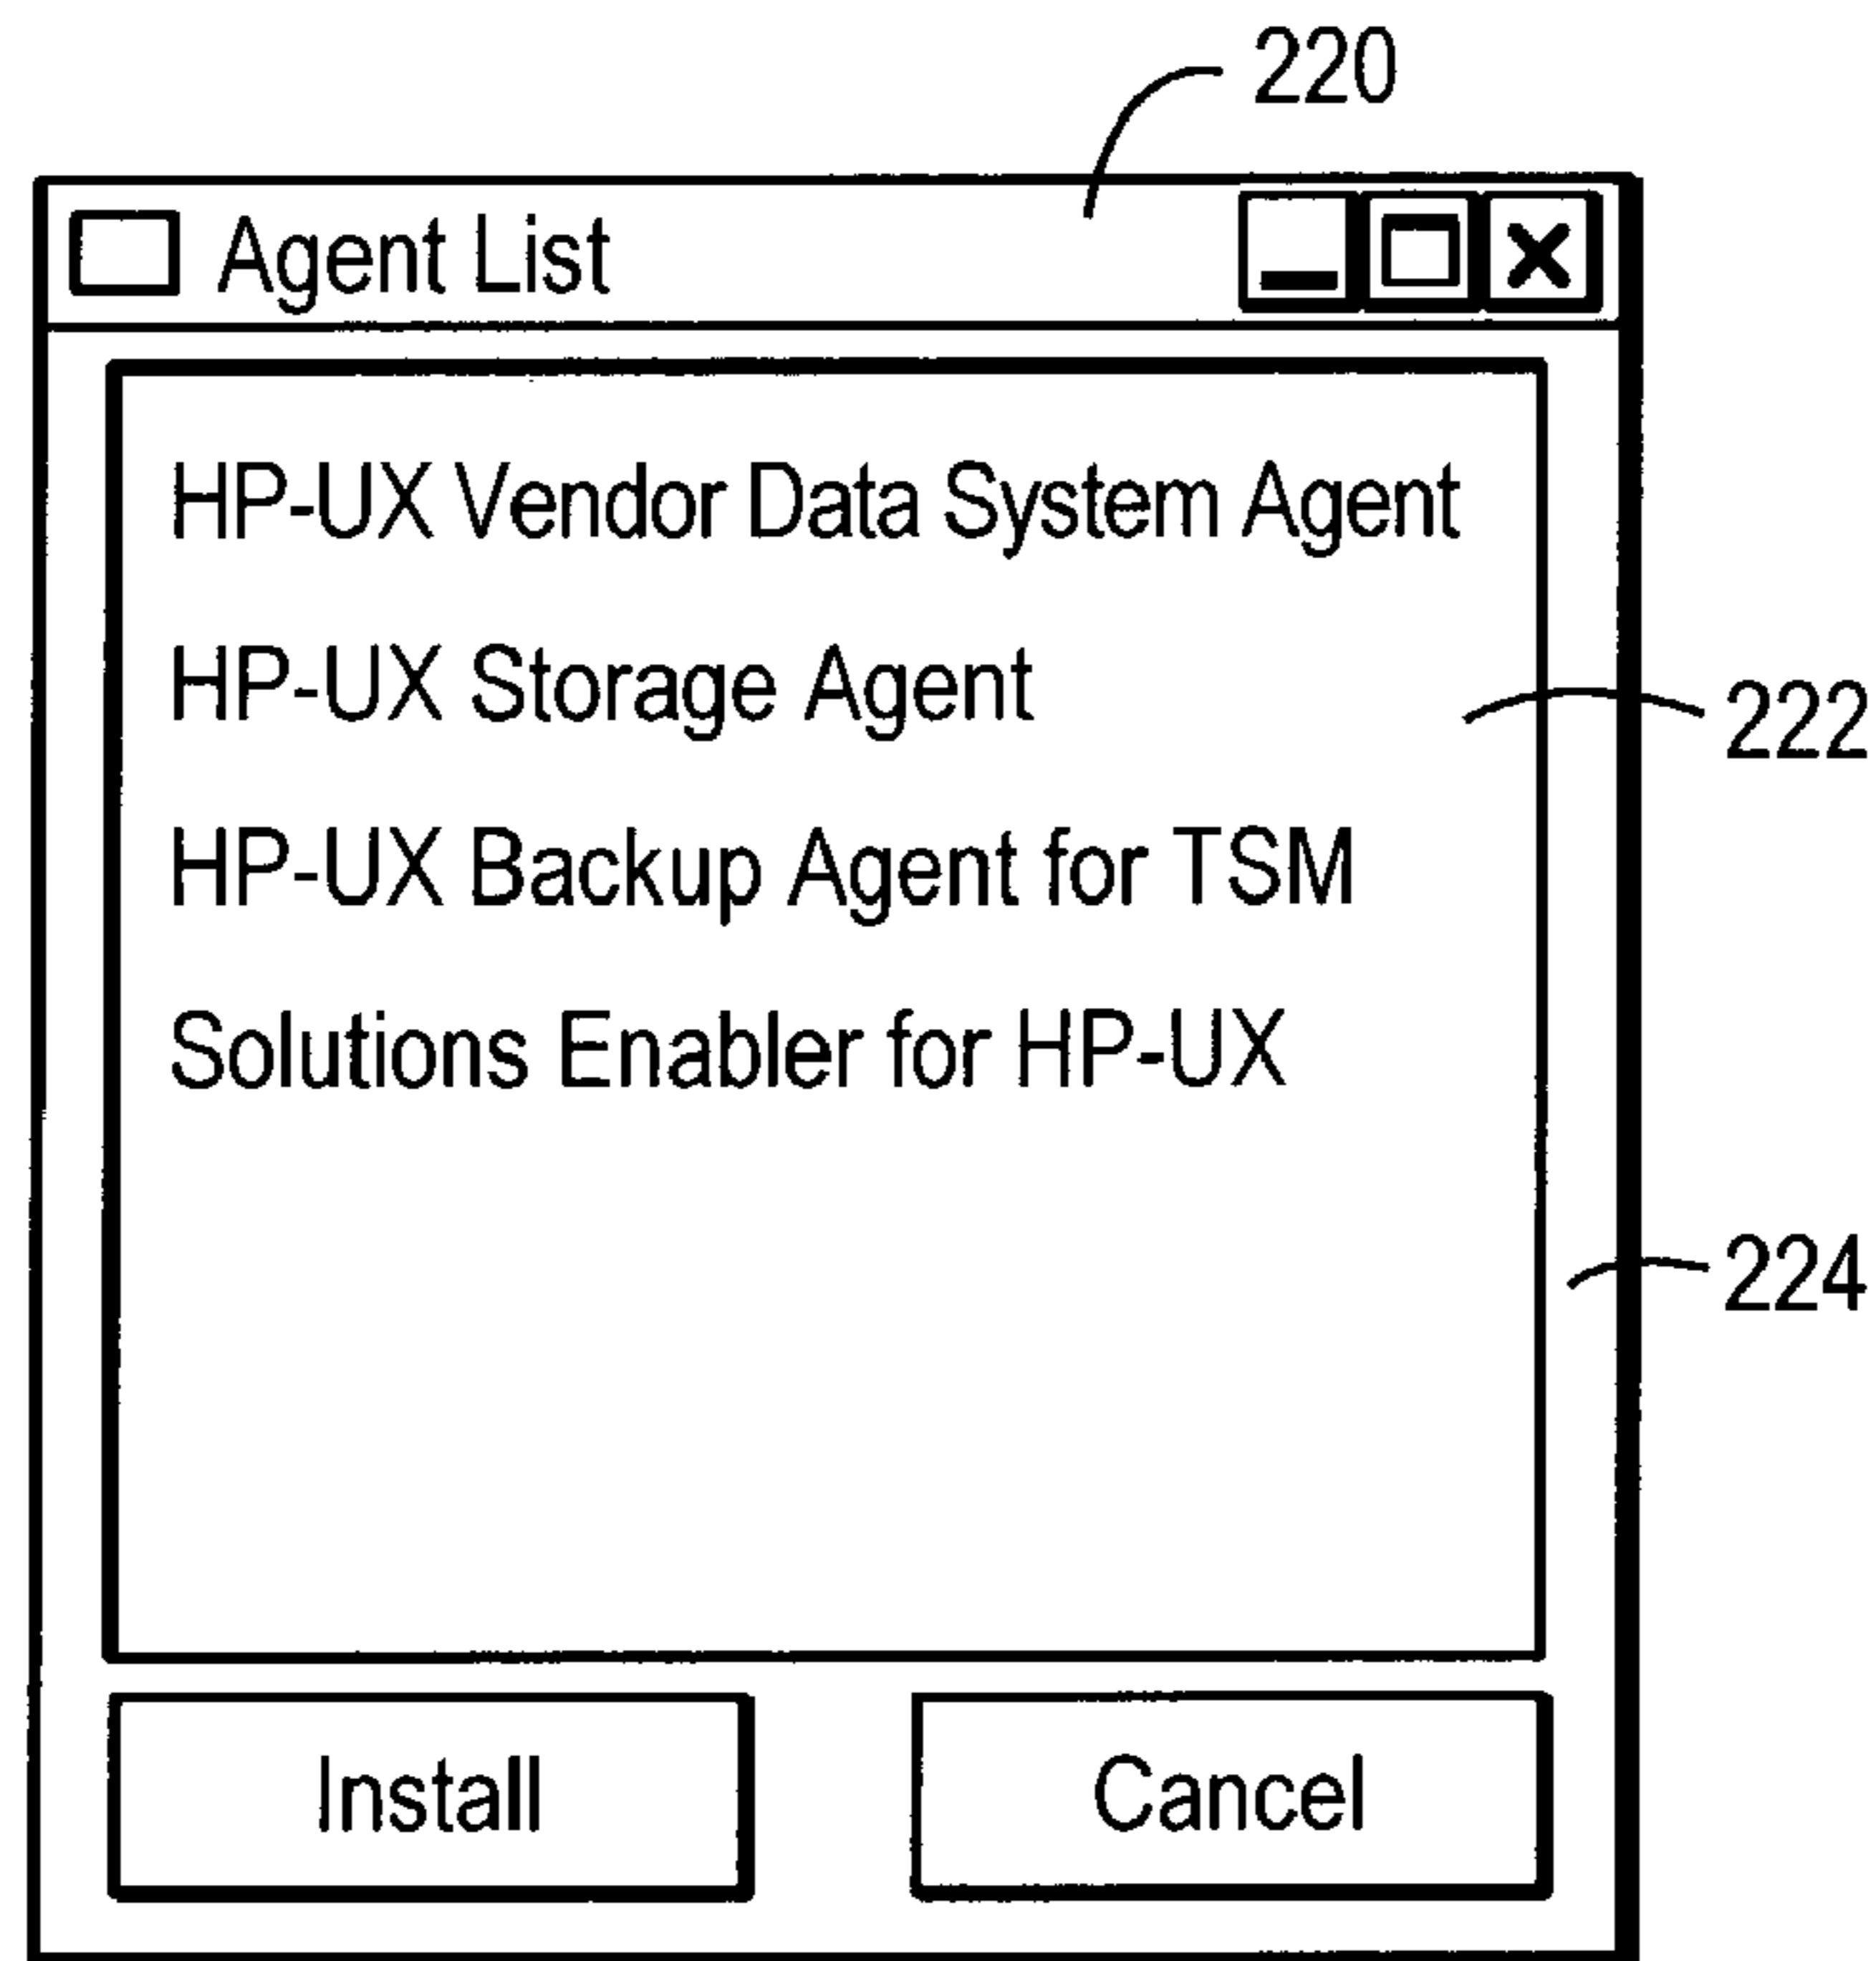 220
Agent List
HP-UX Vendor Data System Agent
HP-UX Storage Agent
222
HP-UX Backup Agent for TSM
Solutions Enabler for HP-UX
224
Install
Cancel